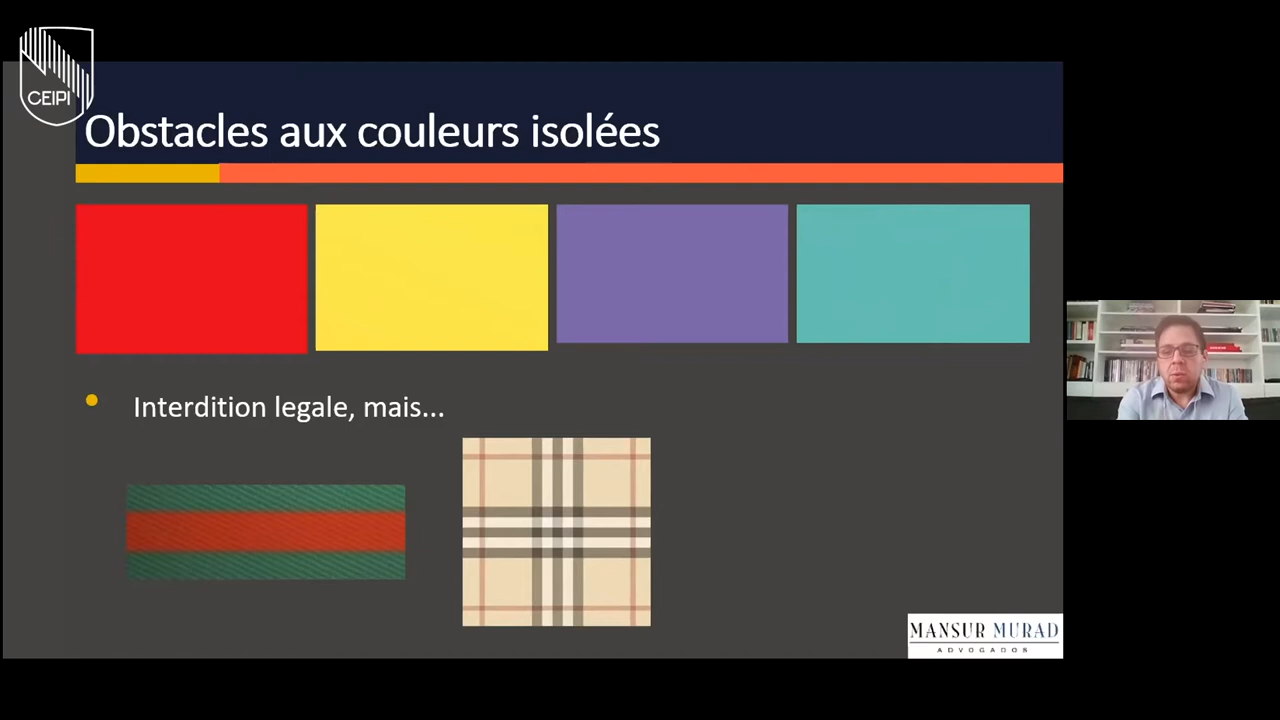 CEIPI
Obstacles aux couleurs isolées
Interdition legale, mais...
MANSUR MURAD
ADVOGADOS